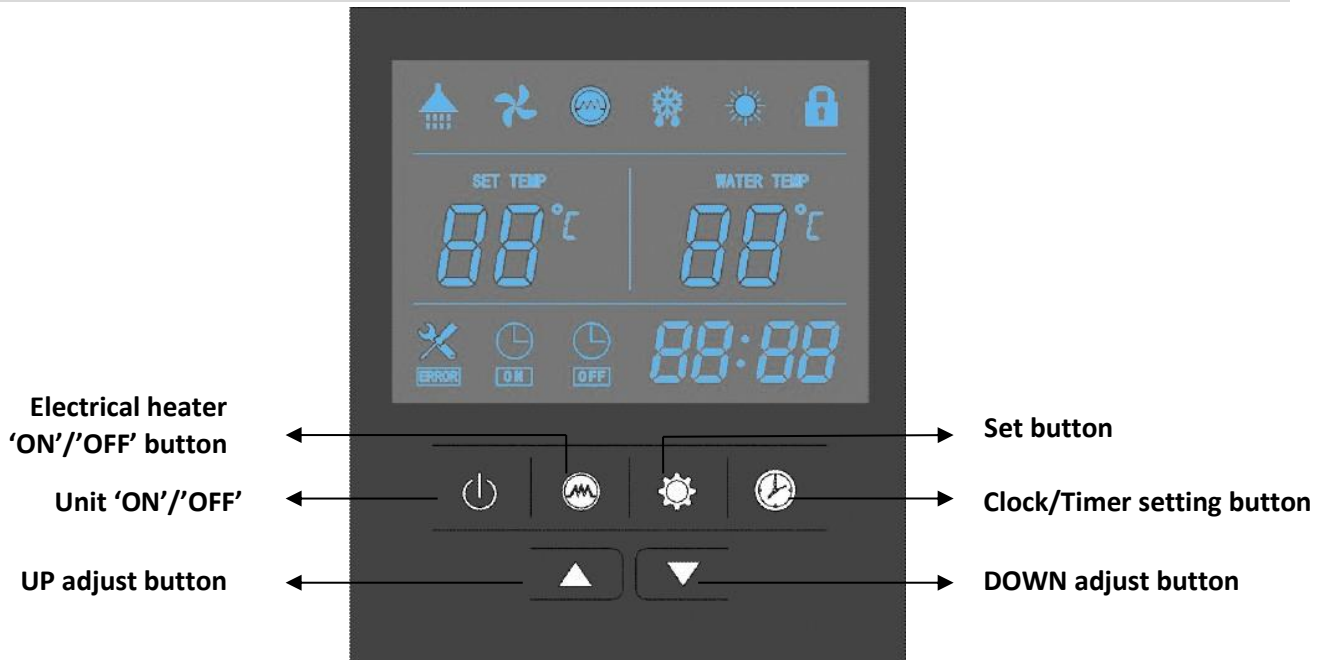 SET TEMP
WATER TEMP
88°C
88°C
ERROR
ON
OFF
88:88
Electrical heater
‘ON’/’OFF’ button
Set button
Unit ‘ON’/’OFF’
Clock/Timer setting button
UP adjust button
DOWN adjust button